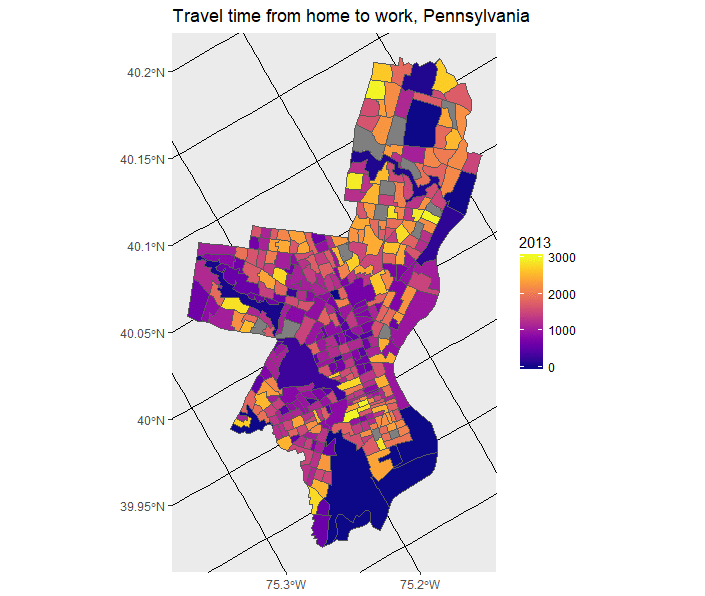 Travel time from home to work, Pennsylvania
40.2°N
40.15°N
40.1°N
40.05°N
40°N
39.95°N
75.3°W
75.2°W
2013
3000
2000
1000
0